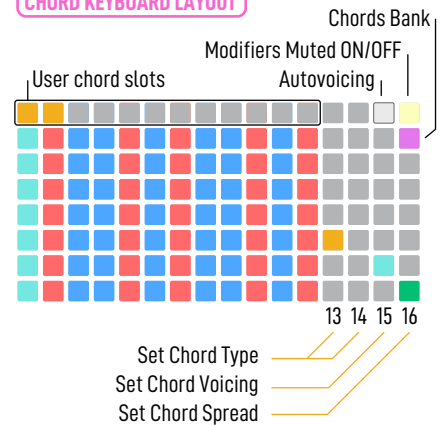 CHORD KEYBOARD LAYOUT
Chords Bank
Modifiers Muted ON/OFF
User chord slots
Autovoicing
13 14 15 16
Set Chord Type
Set Chord Voicing
Set Chord Spread